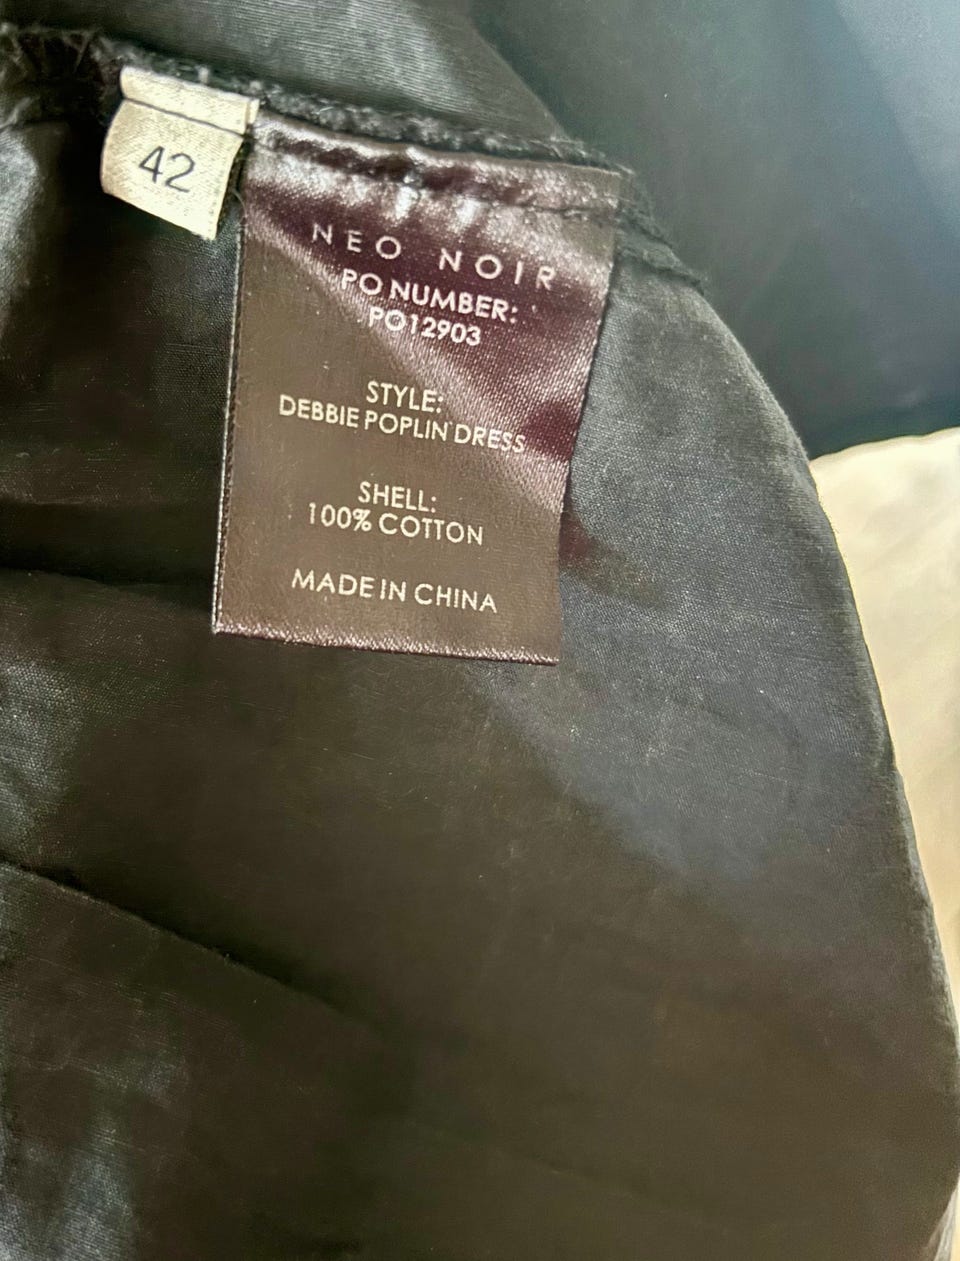 42
NEO NOIR
PO NUMBER:
PO12903
STYLE:
DEBBIE POPLIN DRESS
SHELL:
100% COTTON
MADE IN CHINA